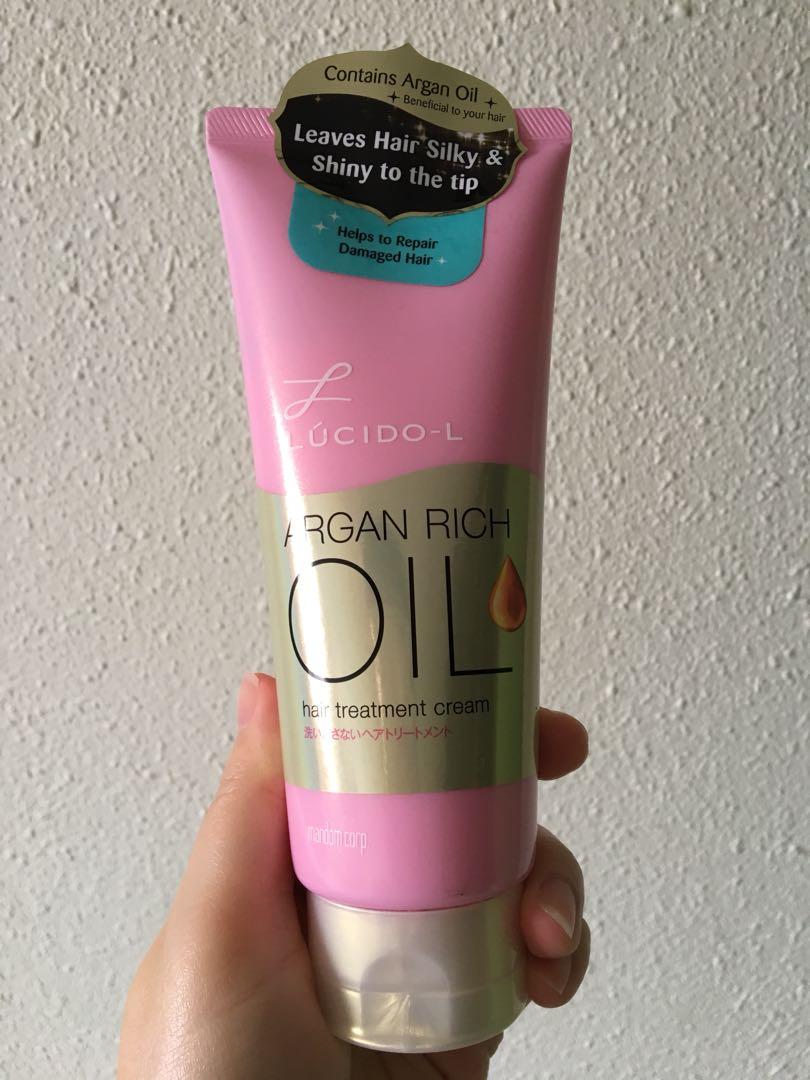 Contains Argan Oil
Beneficial to your hair
Leaves Hair Silky &
Shiny to the tip
Helps to Repair
Damaged Hair
LÚCIDO-L
ARGAN RICH
OIL
hair treatment cream
洗い流さないヘアトリートメント
mandom corp